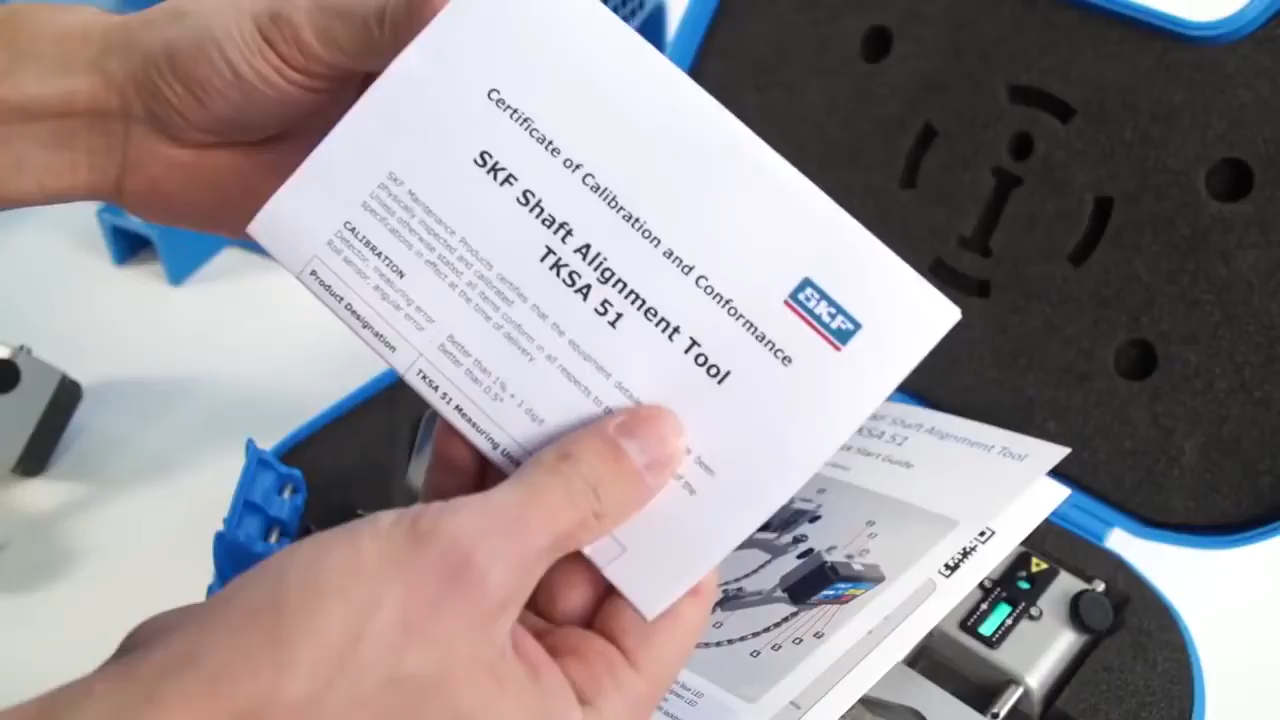 Certificate of Calibration and Conformance
SKF Shaft Alignment Tool
TKSA 51
SKF
SKF Maintenance Products certifies that the equipment
physically inspected and calibrated.
Unless otherwise stated, all items conform in all respects to
specifications in effect at the time of delivery.
CALIBRATION
Detector, measuring error
Better than 1% + 1 digit
Roll sensor, angular error
Better than 0.5°
Product Designation
TKSA 51 Measuring
been
of the
Shaft Alignment Tool
TKSA 51
Start Guide